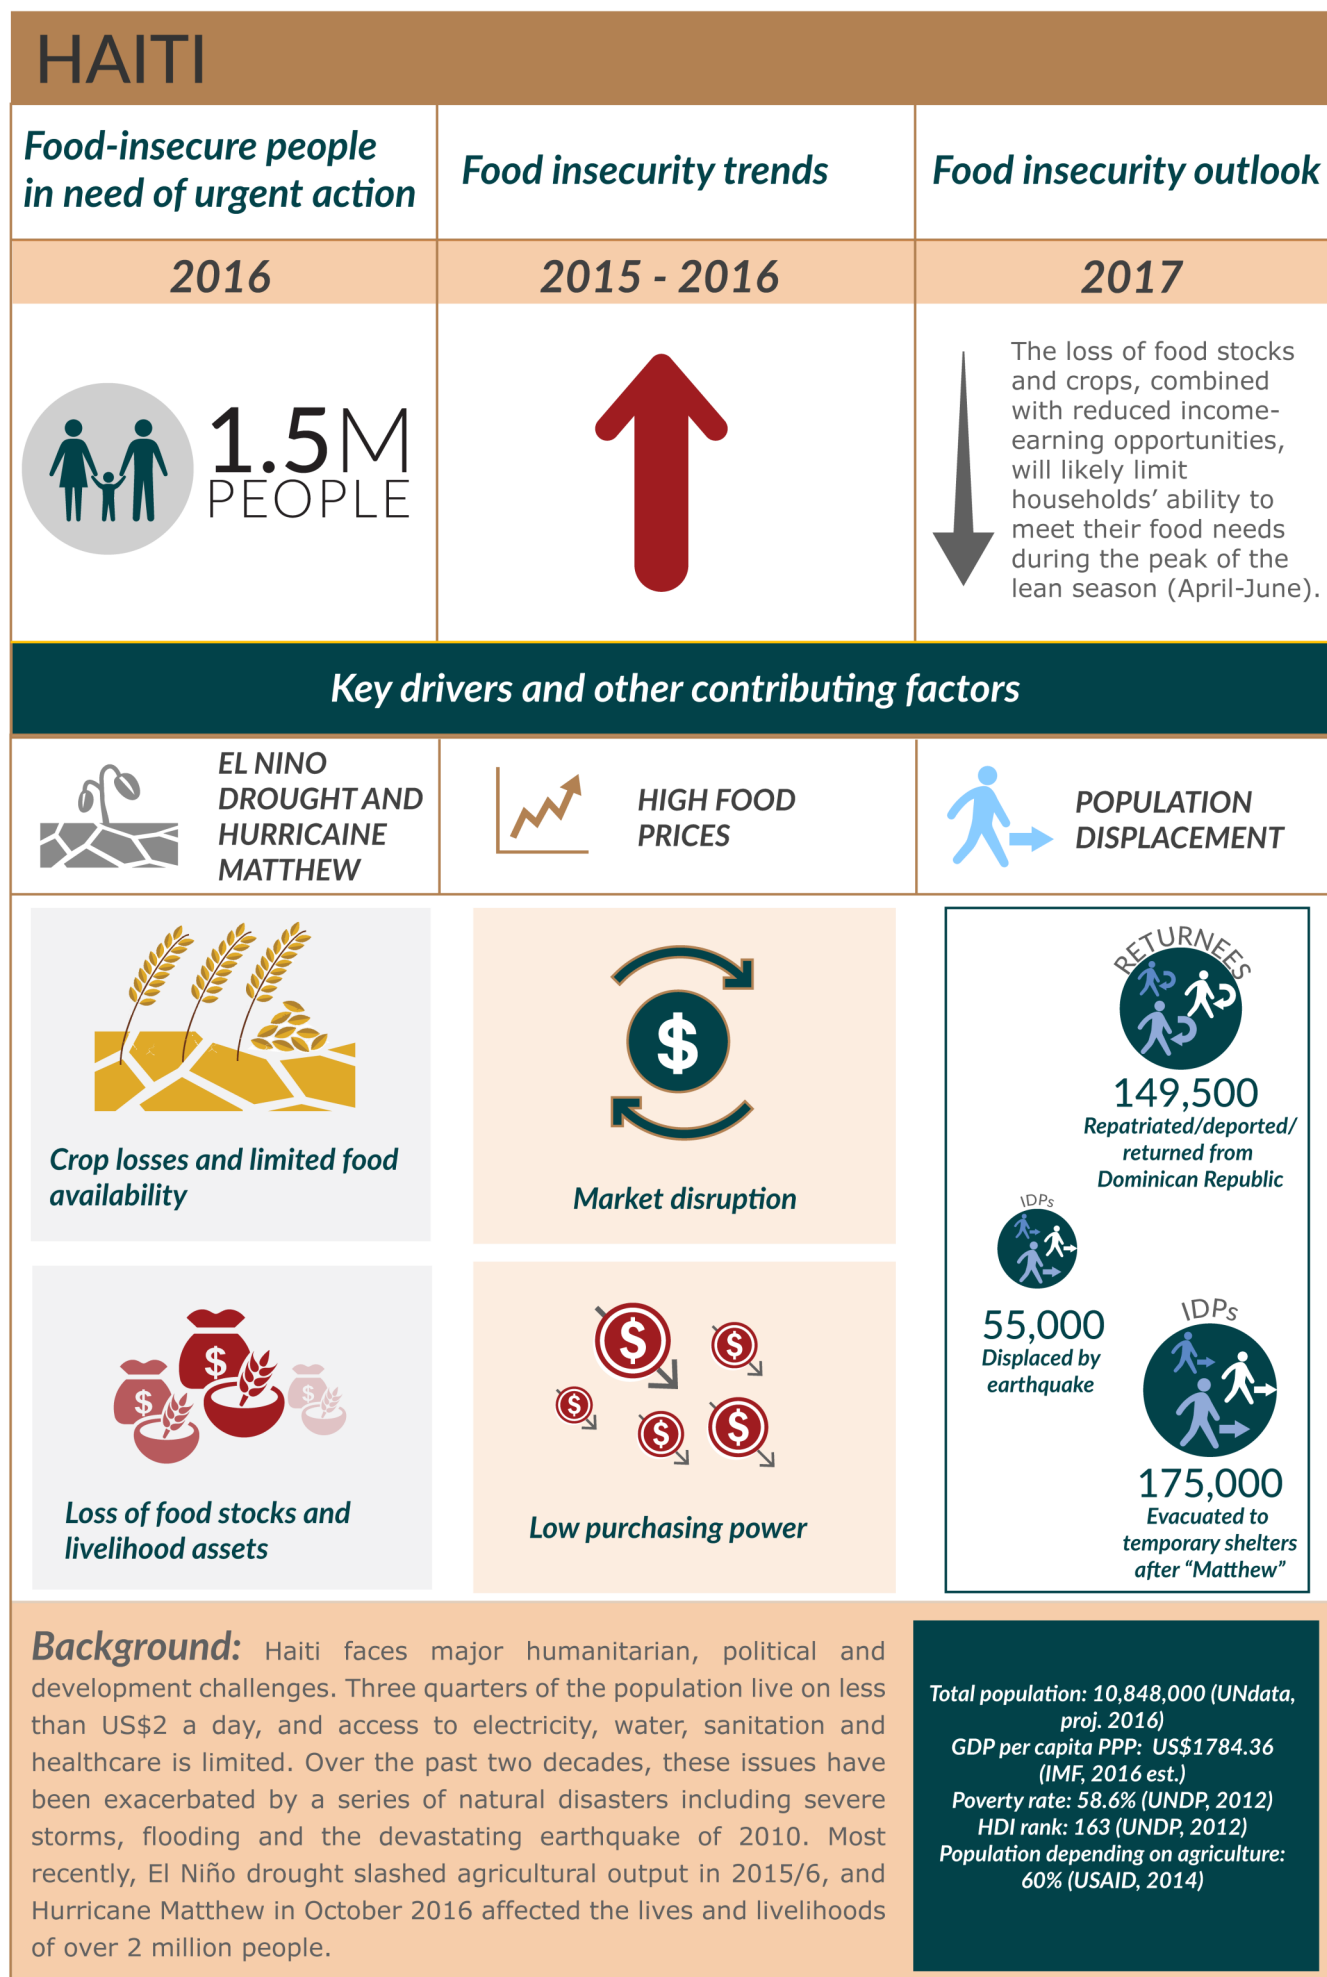 HAITI
Food-insecure people
in need of urgent action
Food insecurity trends
Food insecurity outlook
2016
2015 - 2016
2017
1.5M
PEOPLE
The loss of food stocks
and crops, combined
with reduced income-
earning opportunities,
will likely limit
households’ ability to
meet their food needs
during the peak of the
lean season (April-June).
Key drivers and other contributing factors
EL NINO
DROUGHT AND
HURRICAINE
MATTHEW
HIGH FOOD
PRICES
POPULATION
DISPLACEMENT
$
Crop losses and limited food
availability
Market disruption
RETURNEES
149,500
Repatriated/deported/
returned from
Dominican Republic
IDPs
55,000
Displaced by
earthquake
IDPs
175,000
Evacuated to
temporary shelters
after “Matthew”
$
$
$
Loss of food stocks and
livelihood assets
$
$
$
$
$
Low purchasing power
Background: Haiti faces major humanitarian, political and
development challenges. Three quarters of the population live on less
than US$2 a day, and access to electricity, water, sanitation and
healthcare is limited. Over the past two decades, these issues have
been exacerbated by a series of natural disasters including severe
storms, flooding and the devastating earthquake of 2010. Most
recently, El Niño drought slashed agricultural output in 2015/6, and
Hurricane Matthew in October 2016 affected the lives and livelihoods
of over 2 million people.
Total population: 10,848,000 (UNdata,
proj. 2016)
GDP per capita PPP: US$1784.36
(IMF, 2016 est.)
Poverty rate: 58.6% (UNDP, 2012)
HDI rank: 163 (UNDP, 2012)
Population depending on agriculture:
60% (USAID, 2014)